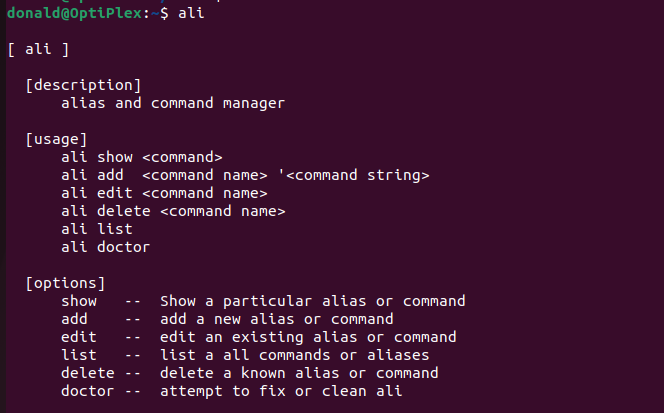 donald@OptiPlex:~$ ali
[ ali ]
[description]
alias and command manager
[usage]
ali show <command>
ali add  <command name> '<command string>
ali edit <command name>
ali delete <command name>
ali list
ali doctor
[options]
show   --  Show a particular alias or command
add    --  add a new alias or command
edit   --  edit an existing alias or command
list   --  list a all commands or aliases
delete --  delete a known alias or command
doctor --  attempt to fix or clean ali